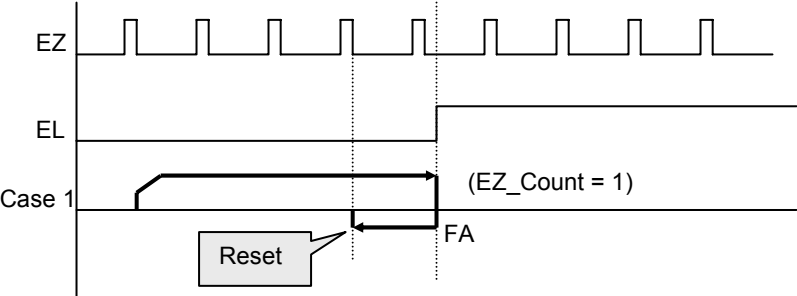 EZ
EL
Case 1
(EZ_Count = 1)
FA
Reset